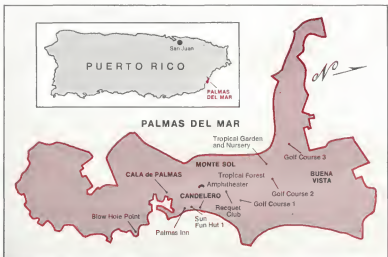 San Juan
PUERTO RICO
PALMAS
DEL MAR
N
PALMAS DEL MAR
Tropical Garden
and Nursery
Golf Course 3
MONTE SOL
Tropical Forest
BUENA
VISTA
CALA de PALMAS
Amphitheater
Golf Course 2
CANDELERO
Racquet
Club
Golf Course 1
Blow Hole Point
Sun
Fun Hut 1
Palmas Inn